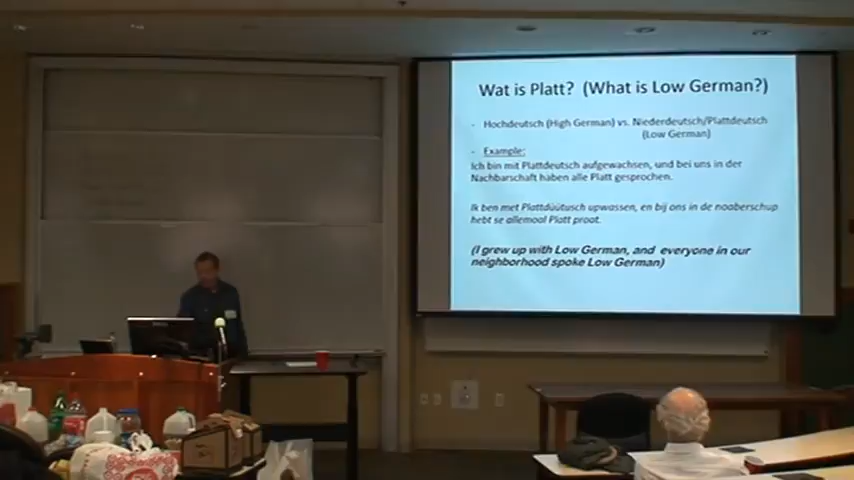 Wat is Platt? (What is Low German?)
- Hochdeutsch (High German) vs. Niederdeutsch/Plattdeutsch
(Low German)
- Example:
Ich bin mit Plattdeutsch aufgewachsen, und bei uns in der
Nachbarschaft haben alle Platt gesprochen.
Ik ben met Plattdüütusch upwassen, en bij ons in de nooberschup
hebt se allemaol Platt proat.
(I grew up with Low German, and everyone in our
neighborhood spoke Low German)